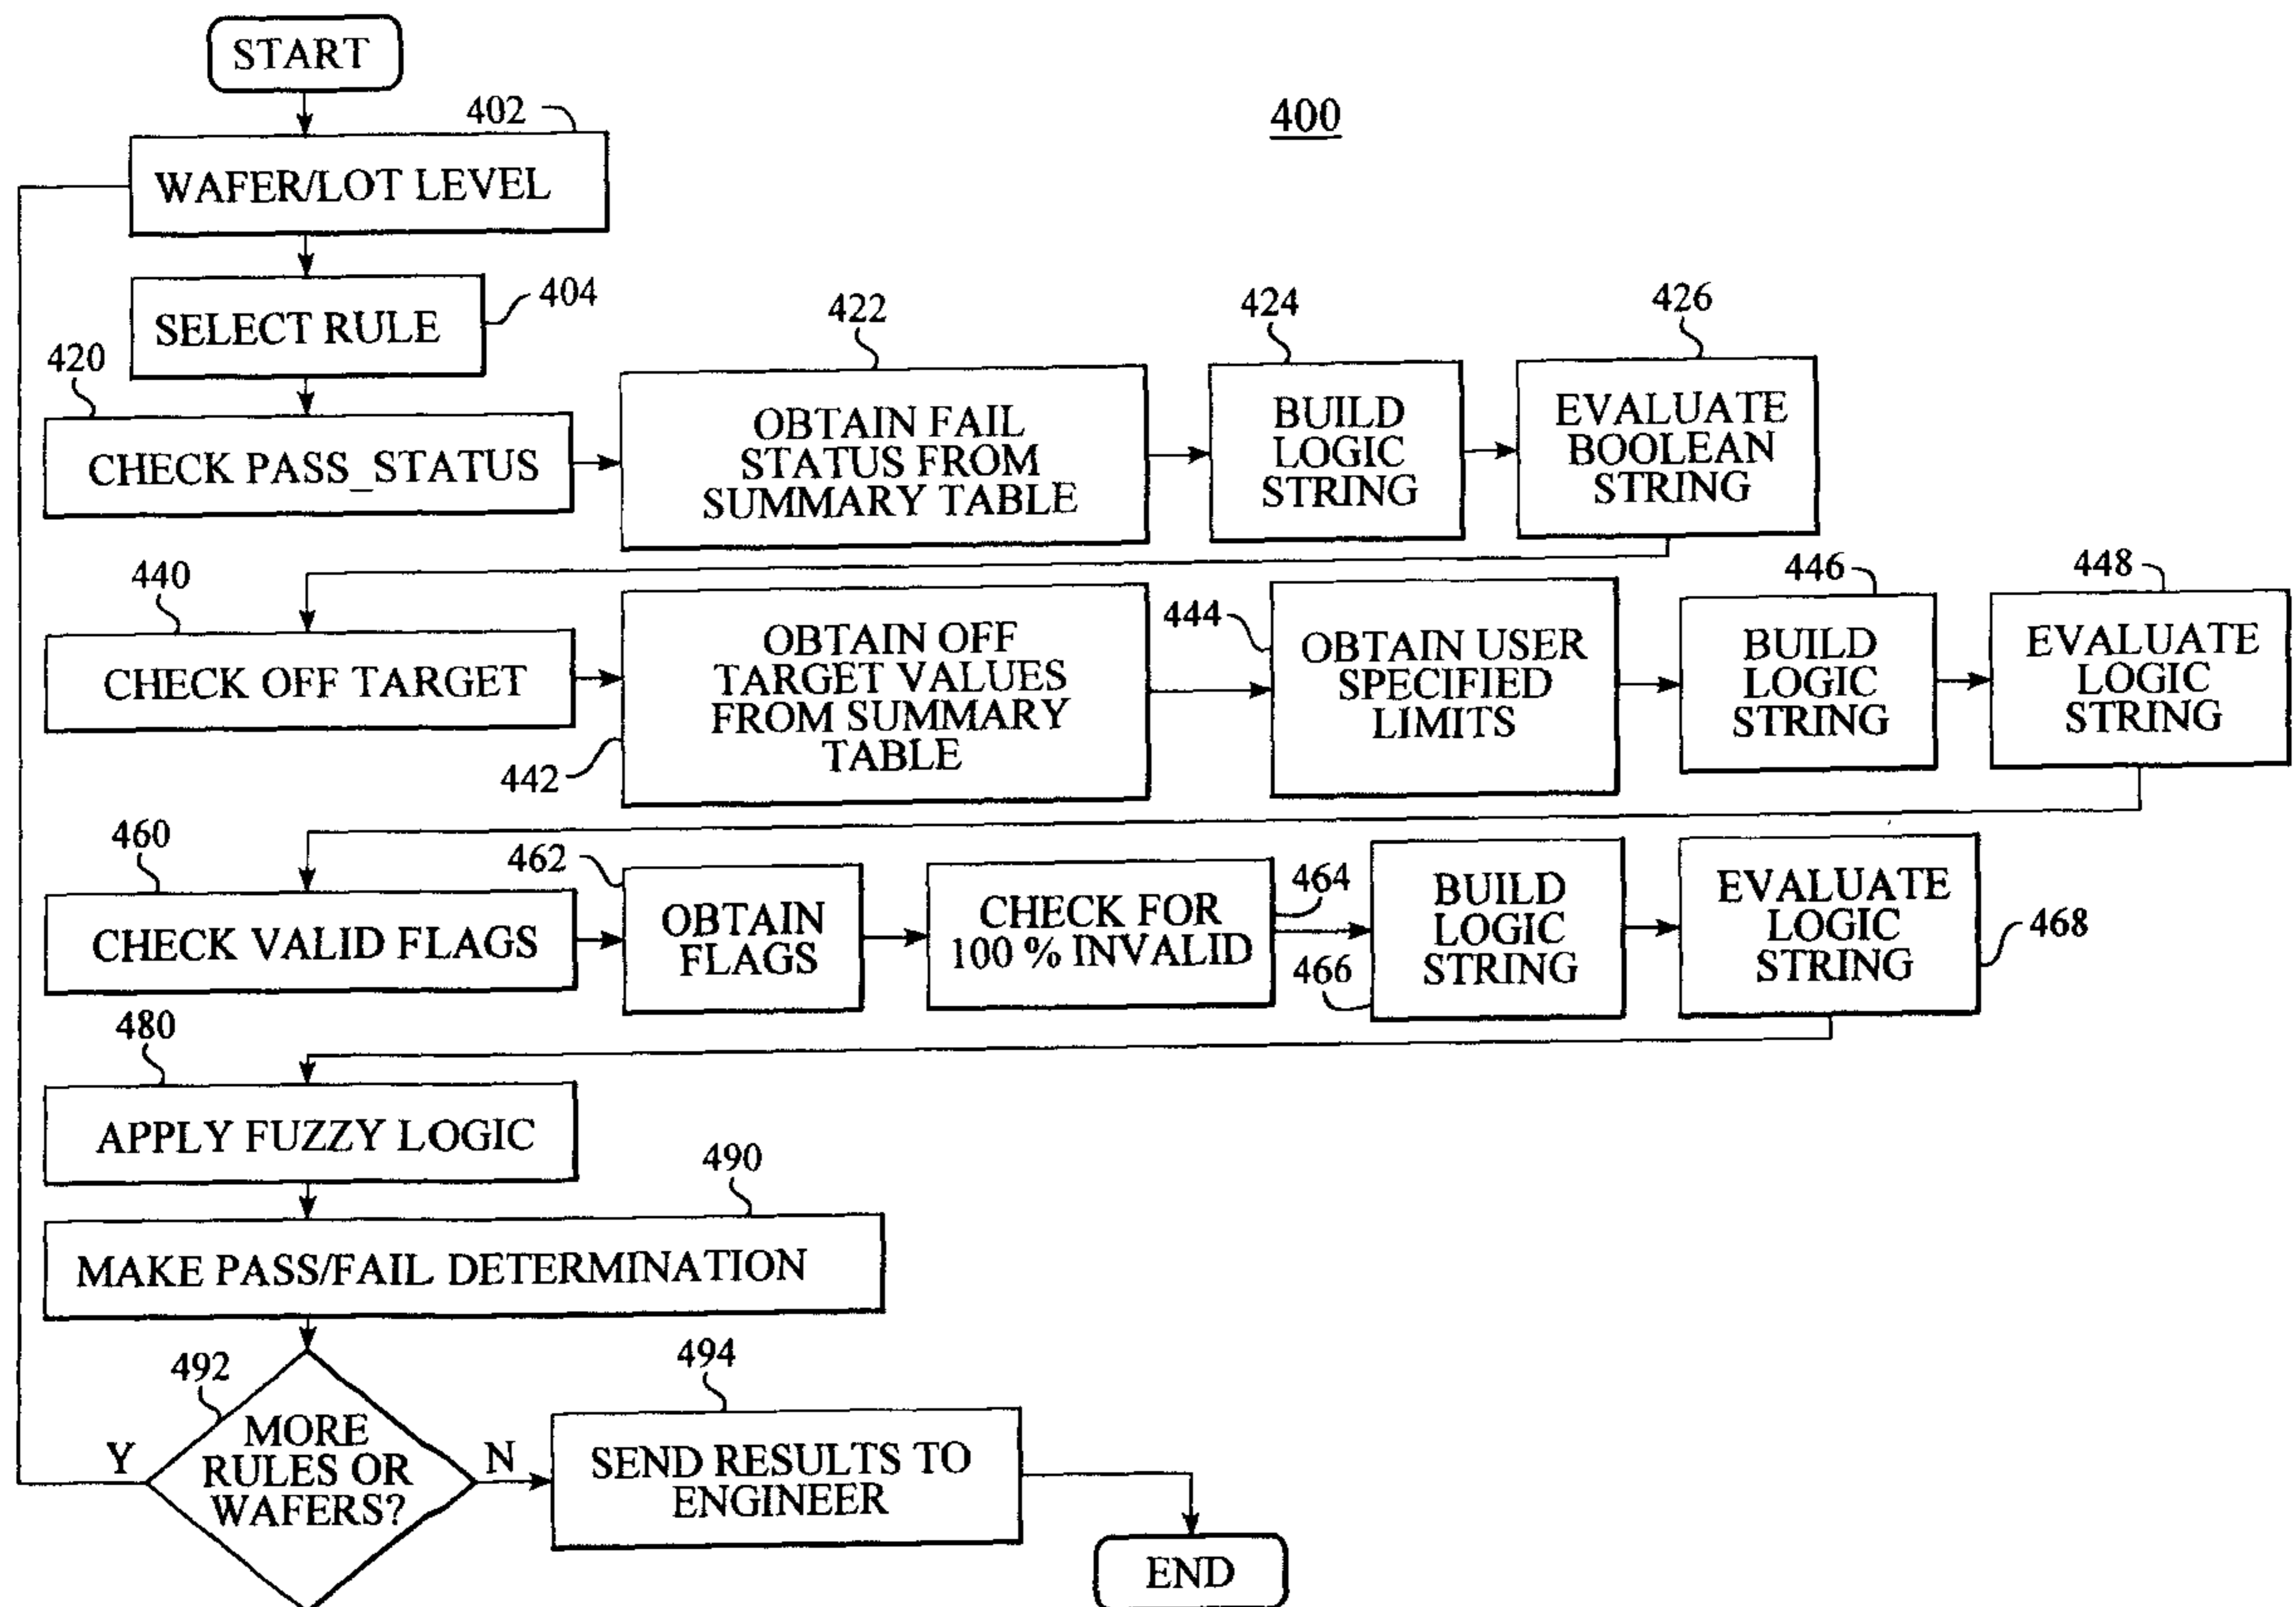 START
402
400
WAFER/LOT LEVEL
404
SELECT RULE
420
422
424
426
CHECK PASS_STATUS
OBTAIN FAIL
STATUS FROM
SUMMARY TABLE
BUILD
LOGIC
STRING
EVALUATE
BOOLEAN
STRING
440
CHECK OFF TARGET
OBTAIN OFF
TARGET VALUES
FROM SUMMARY
TABLE
442
444
OBTAIN USER
SPECIFIED
LIMITS
446
BUILD
LOGIC
STRING
448
EVALUATE
LOGIC
STRING
460
CHECK VALID FLAGS
462
OBTAIN
FLAGS
CHECK FOR
100 % INVALID
464
466
BUILD
LOGIC
STRING
EVALUATE
LOGIC
STRING
468
480
APPLY FUZZY LOGIC
490
MAKE PASS/FAIL DETERMINATION
492
MORE
RULES OR
WAFERS?
Y
N
494
SEND RESULTS TO
ENGINEER
END